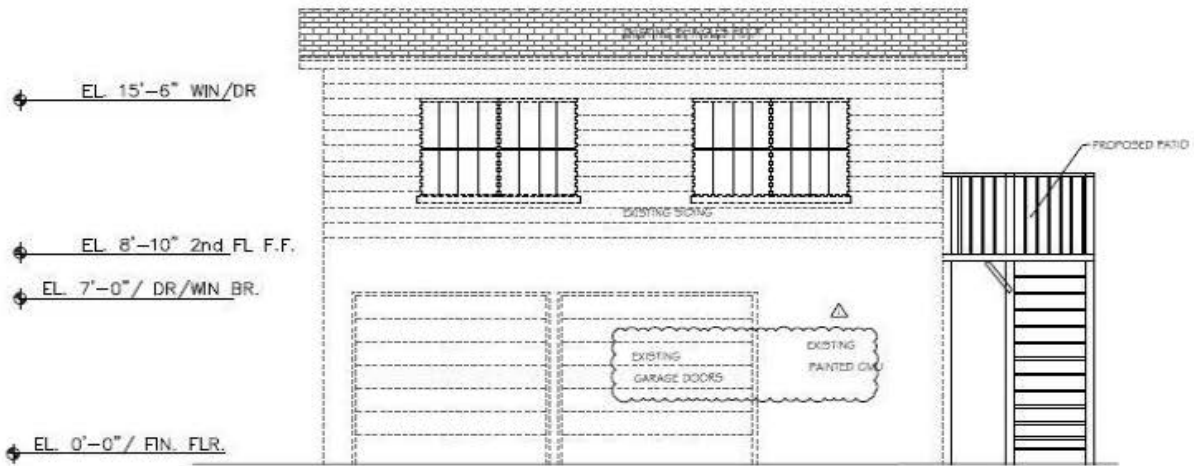 EXISTING SHINGLES ROOF
EL. 15'-6" WIN/DR
PROPOSED PATIO
EXISTING SIDING
EL. 8'-10" 2nd FL F.F.
EL. 7'-0"/ DR/WIN BR.
EXISTING
GARAGE DOORS
EXISTING
PAINTED CMU
EL. 0'-0"/ FIN. FLR.